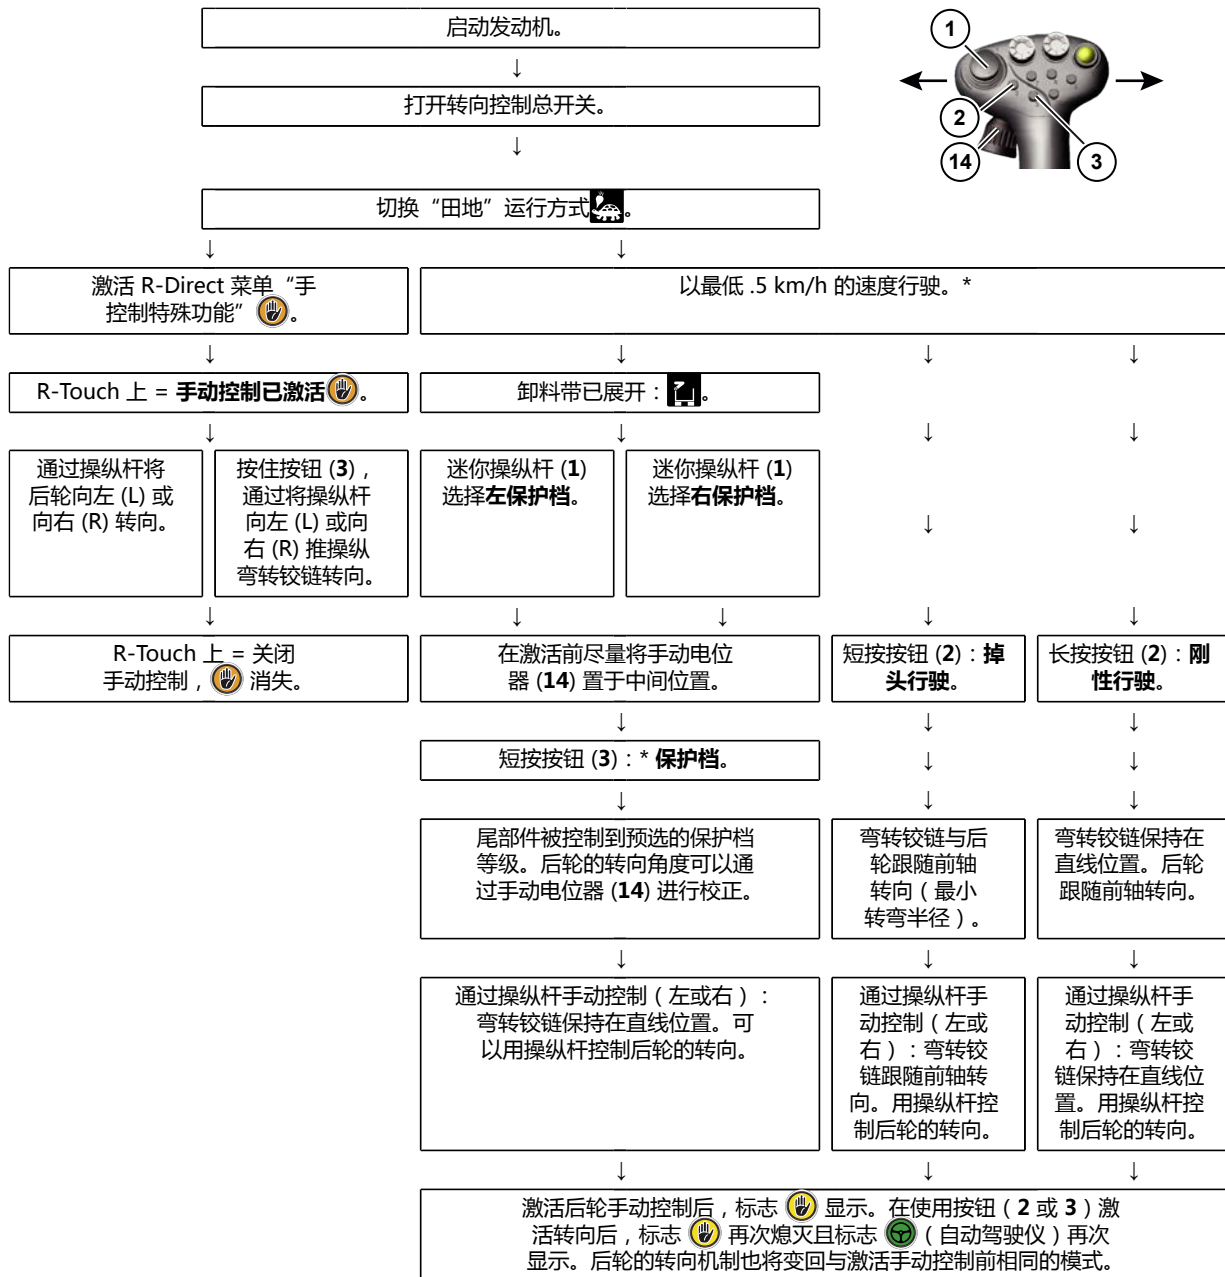 启动发动机。
↓
打开转向控制总开关。
↓
切换“田地”运行方式。
1
2
14
3
↓ ↓
激活 R-Direct 菜单“手
控制特殊功能” 。
以最低 .5 km/h 的速度行驶。*
↓ ↓ ↓ ↓
R-Touch 上 = 手动控制已激活。
卸料带已展开：。
↓ ↓ ↓ ↓
通过操纵杆将
后轮向左 (L) 或
向右 (R) 转向。
按住按钮 (3)，
通过将操纵杆
向左 (L) 或向
右 (R) 推操纵
弯转铰链转向。
迷你操纵杆 (1)
选择左保护档。
迷你操纵杆 (1)
选择右保护档。
↓ ↓
↓ ↓ ↓ ↓ ↓
R-Touch 上 = 关闭
手动控制， 消失。
在激活前尽量将手动电位
器 (14) 置于中间位置。
短按按钮 (2)：掉
头行驶。
长按按钮 (2)：刚
性行驶。
↓ ↓ ↓
短按按钮 (3)：* 保护档。
↓ ↓
↓ ↓ ↓
尾部件被控制到预选的保护档
等级。后轮的转向角度可以通
过手动电位器 (14) 进行校正。
弯转铰链与后
轮跟随前轴
转向（最小
转弯半径）。
弯转铰链保持在
直线位置。后轮
跟随前轴转向。
↓ ↓ ↓
通过操纵杆手动控制（左或右）：
弯转铰链保持在直线位置。可
以用操纵杆控制后轮的转向。
通过操纵杆手
动控制（左或
右）：弯转铰
链跟随前轴转
向。用操纵杆控
制后轮的转向。
通过操纵杆手
动控制（左或
右）：弯转铰
链保持在直线位
置。用操纵杆控
制后轮的转向。
↓ ↓ ↓
激活后轮手动控制后，标志 显示。在使用按钮（2 或 3）激
活转向后，标志 再次熄灭且标志 （自动驾驶仪）再次
显示。后轮的转向机制也将变回与激活手动控制前相同的模式。